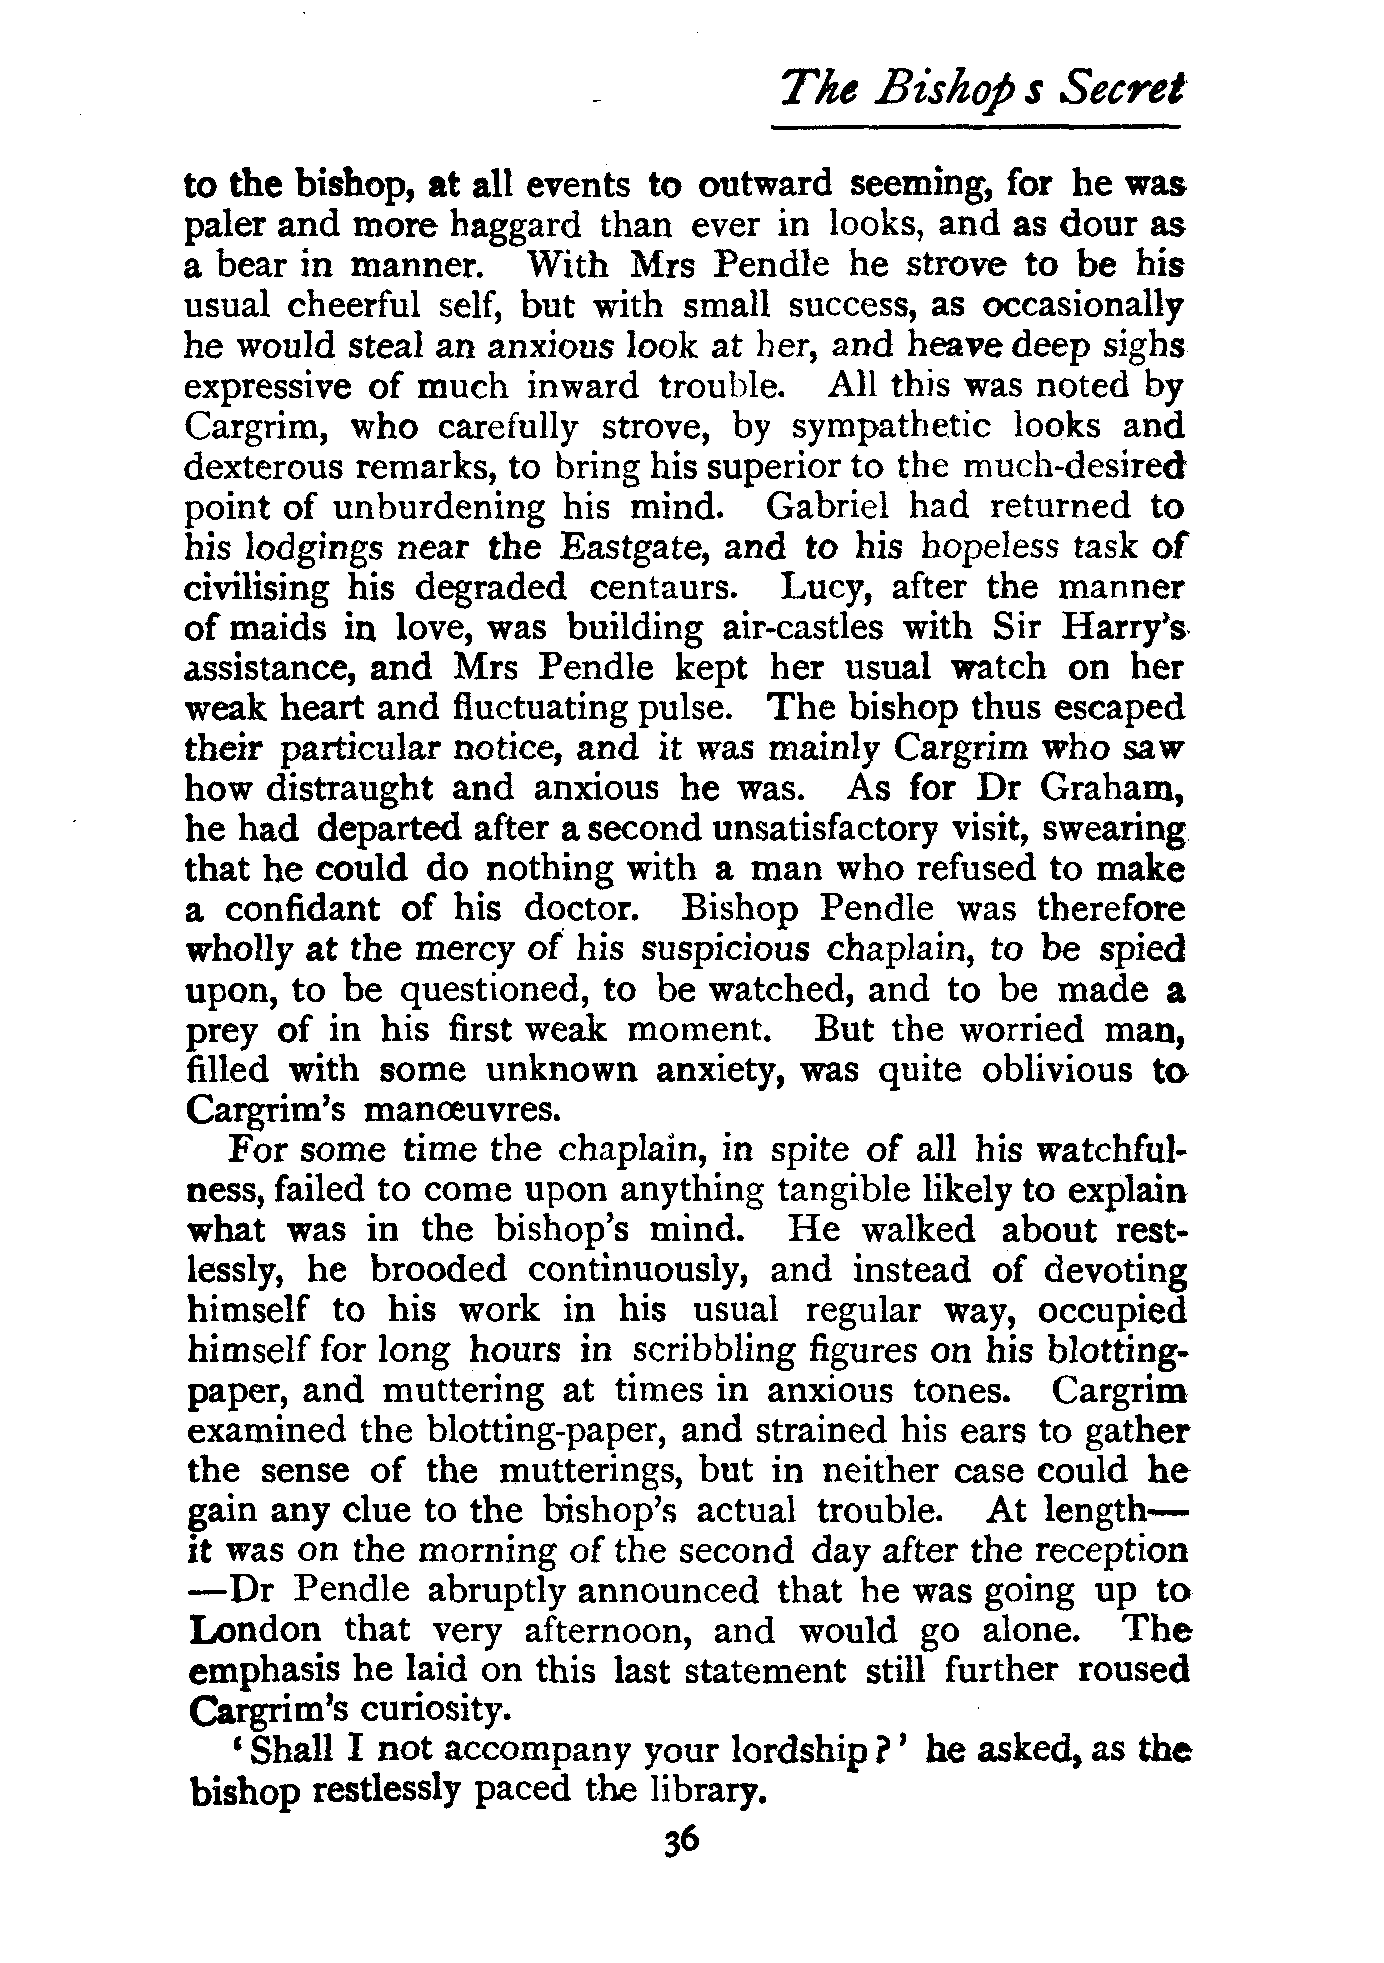 The Bishop s Secret
to the bishop, at all events to outward seeming, for he was
paler and more haggard than ever in looks, and as dour as
a bear in manner. With Mrs Pendle he strove to be his
usual cheerful self, but with small success, as occasionally
he would steal an anxious look at her, and heave deep sighs
expressive of much inward trouble. All this was noted by
Cargrim, who carefully strove, by sympathetic looks and
dexterous remarks, to bring his superior to the much-desired
point of unburdening his mind. Gabriel had returned to
his lodgings near the Eastgate, and to his hopeless task of
civilising his degraded centaurs. Lucy, after the manner
of maids in love, was building air-castles with Sir Harry's
assistance, and Mrs Pendle kept her usual watch on her
weak heart and fluctuating pulse. The bishop thus escaped
their particular notice, and it was mainly Cargrim who saw
how distraught and anxious he was. As for Dr Graham,
he had departed after a second unsatisfactory visit, swearing
that he could do nothing with a man who refused to make
a confidant of his doctor. Bishop Pendle was therefore
wholly at the mercy of his suspicious chaplain, to be spied
upon, to be questioned, to be watched, and to be made a
prey of in his first weak moment. But the worried man,
filled with some unknown anxiety, was quite oblivious to
Cargrim's manœuvres.
For some time the chaplain, in spite of all his watchful-
ness, failed to come upon anything tangible likely to explain
what was in the bishop's mind. He walked about rest-
lessly, he brooded continuously, and instead of devoting
himself to his work in his usual regular way, occupied
himself for long hours in scribbling figures on his blotting-
paper, and muttering at times in anxious tones. Cargrim
examined the blotting-paper, and strained his ears to gather
the sense of the mutterings, but in neither case could he
gain any clue to the bishop's actual trouble. At length—
it was on the morning of the second day after the reception
—Dr Pendle abruptly announced that he was going up to
London that very afternoon, and would go alone. The
emphasis he laid on this last statement still further roused
Cargrim's curiosity.
‘Shall I not accompany your lordship?’ he asked, as the
bishop restlessly paced the library.
36